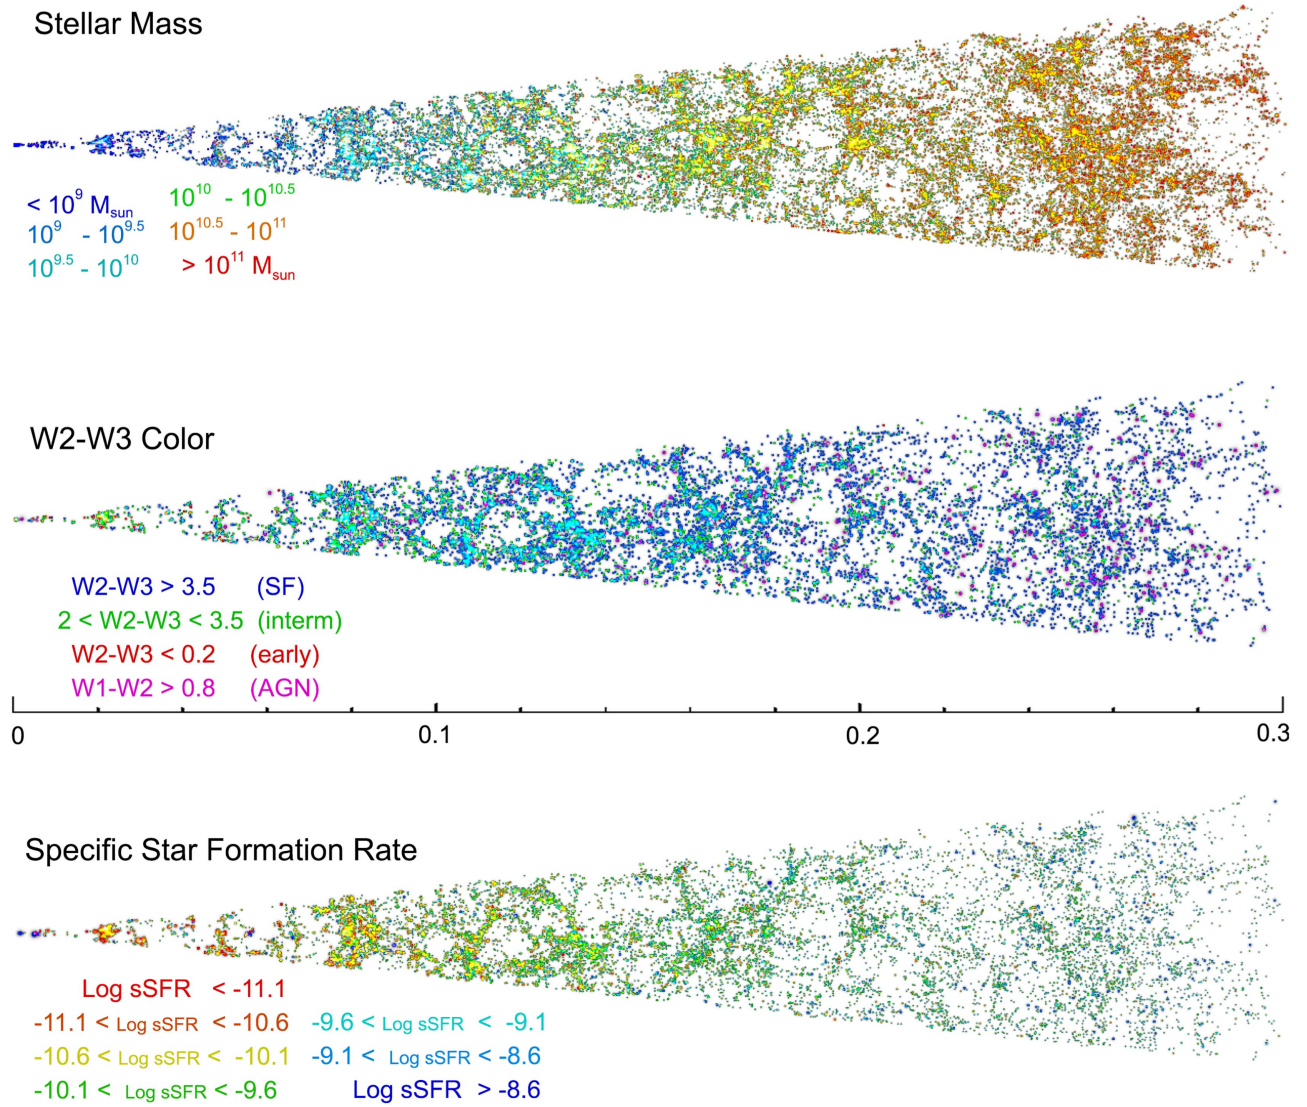 Stellar Mass
< 10^9 M_sun 10^10 - 10^10.5
10^9 - 10^9.5 10^10.5 - 10^11
10^9.5 - 10^10 > 10^11 M_sun
W2-W3 Color
W2-W3 > 3.5 (SF)
2 < W2-W3 < 3.5 (interm)
W2-W3 < 0.2 (early)
W1-W2 > 0.8 (AGN)
0 0.1 0.2 0.3
Specific Star Formation Rate
Log sSFR < -11.1
-11.1 < Log sSFR < -10.6 -9.6 < Log sSFR < -9.1
-10.6 < Log sSFR < -10.1 -9.1 < Log sSFR < -8.6
-10.1 < Log sSFR < -9.6 Log sSFR > -8.6